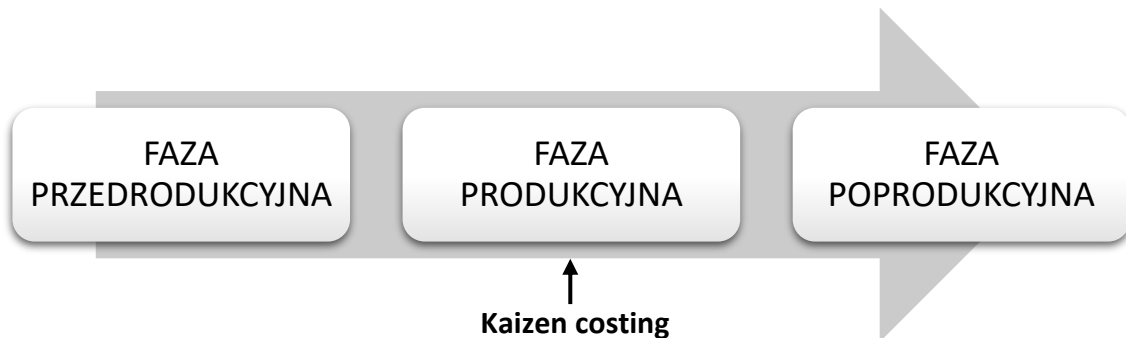 FAZA
PRZEDRODUKCYJNA
FAZA
PRODUKCYJNA
FAZA
POPRODUKCYJNA
Kaizen costing